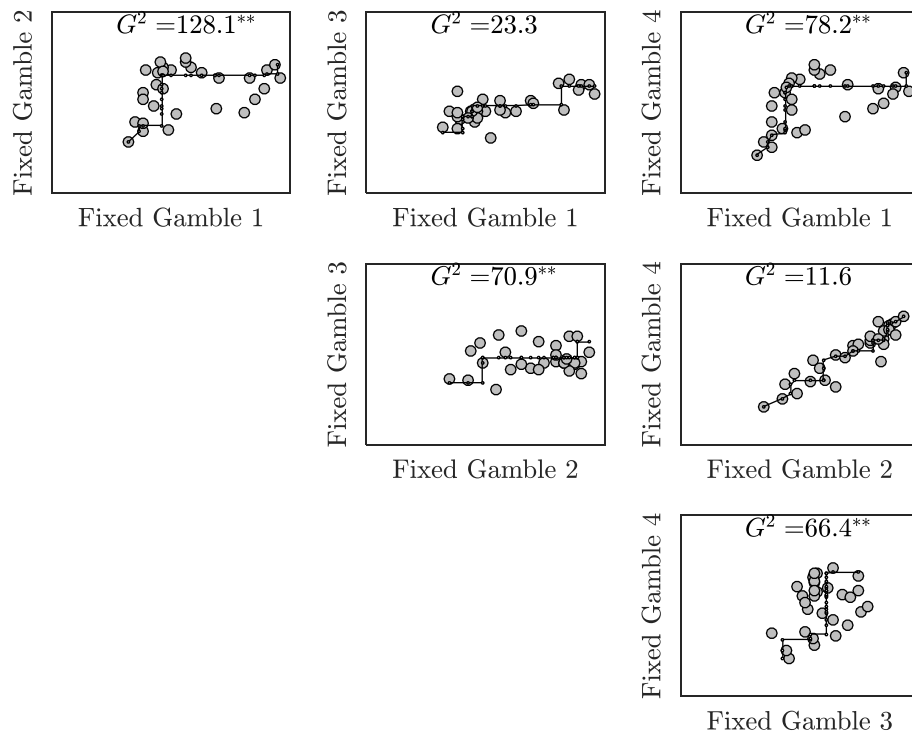 Fixed Gamble 2
G² =128.1**
Fixed Gamble 1
Fixed Gamble 3
G² =23.3
Fixed Gamble 1
Fixed Gamble 4
G² =78.2**
Fixed Gamble 1
Fixed Gamble 3
G² =70.9**
Fixed Gamble 2
Fixed Gamble 4
G² =11.6
Fixed Gamble 2
Fixed Gamble 4
G² =66.4**
Fixed Gamble 3